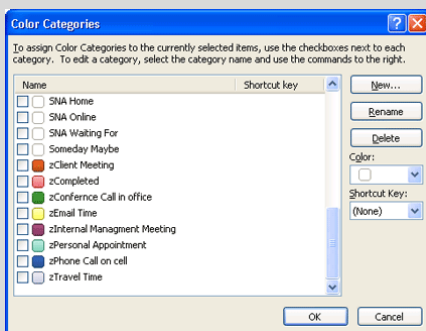 Color Categories
To assign Color Categories to the currently selected items, use the checkboxes next to each
category. To edit a category, select the category name and use the commands to the right.
Name Shortcut key
SNA Home
SNA Online
SNA Waiting For
Someday Maybe
zClient Meeting
zCompleted
zConfernce Call in office
zEmail Time
zInternal Managment Meeting
zPersonal Appointment
zPhone Call on cell
zTravel Time
New...
Rename
Delete
Color:
Shortcut Key:
(None)
OK Cancel